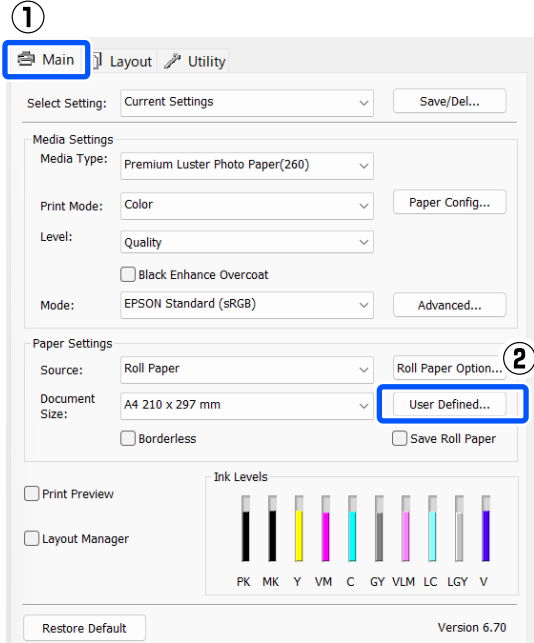 ①
Main Layout Utility
Select Setting: Current Settings Save/Del...
Media Settings
Media Type: Premium Luster Photo Paper(260)
Print Mode: Color Paper Config...
Level: Quality
Black Enhance Overcoat
Mode: EPSON Standard (sRGB) Advanced...
Paper Settings
Source: Roll Paper Roll Paper Option...
②
Document
Size: A4 210 x 297 mm User Defined...
Borderless Save Roll Paper
Ink Levels
Print Preview
Layout Manager
PK MK Y VM C GY VLM LC LGY V
Restore Default Version 6.70